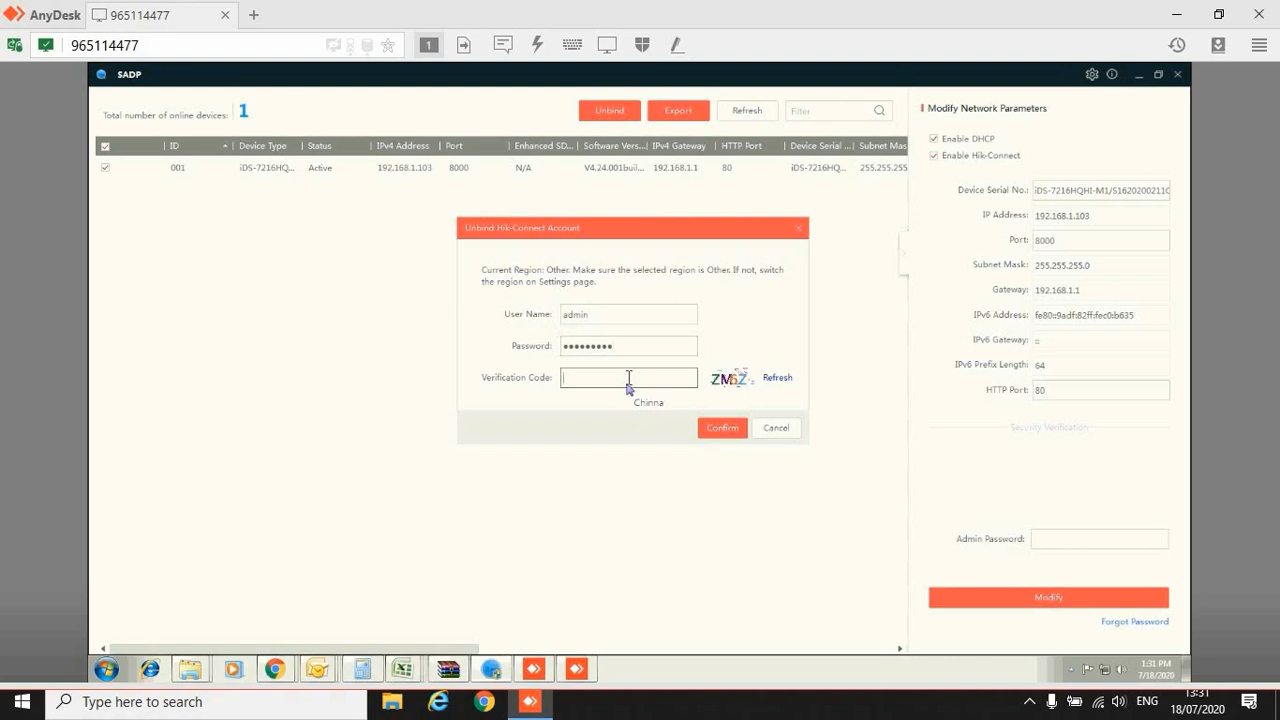 AnyDesk
965114477
965114477
1
SADP
Total number of online devices: 1
Unbind
Export
Refresh
Filter
ID Device Type Status IPv4 Address Port Enhanced SD... Software Vers... IPv4 Gateway HTTP Port Device Serial ... Subnet Mas
001 iDS-7216HQ... Active 192.168.1.103 8000 N/A V4.24.001buil... 192.168.1.1 80 iDS-7216HQ... 255.255.255
Unbind Hik-Connect Account
Current Region: Other. Make sure the selected region is Other. If not, switch
the region on Settings page.
User Name: admin
Password: •••••••••
Verification Code:
Refresh
Chinna
Confirm
Cancel
Modify Network Parameters
Enable DHCP
Enable Hik-Connect
Device Serial No.: iDS-7216HQHI-M1/S1620200211C
IP Address: 192.168.1.103
Port: 8000
Subnet Mask: 255.255.255.0
Gateway: 192.168.1.1
IPv6 Address: fe80::9adf:82ff:fec0:b635
IPv6 Gateway: ::
IPv6 Prefix Length: 64
HTTP Port: 80
Security Verification
Admin Password:
Modify
Forgot Password
1:31 PM
7/18/2020
Type here to search
ENG
13:31
18/07/2020